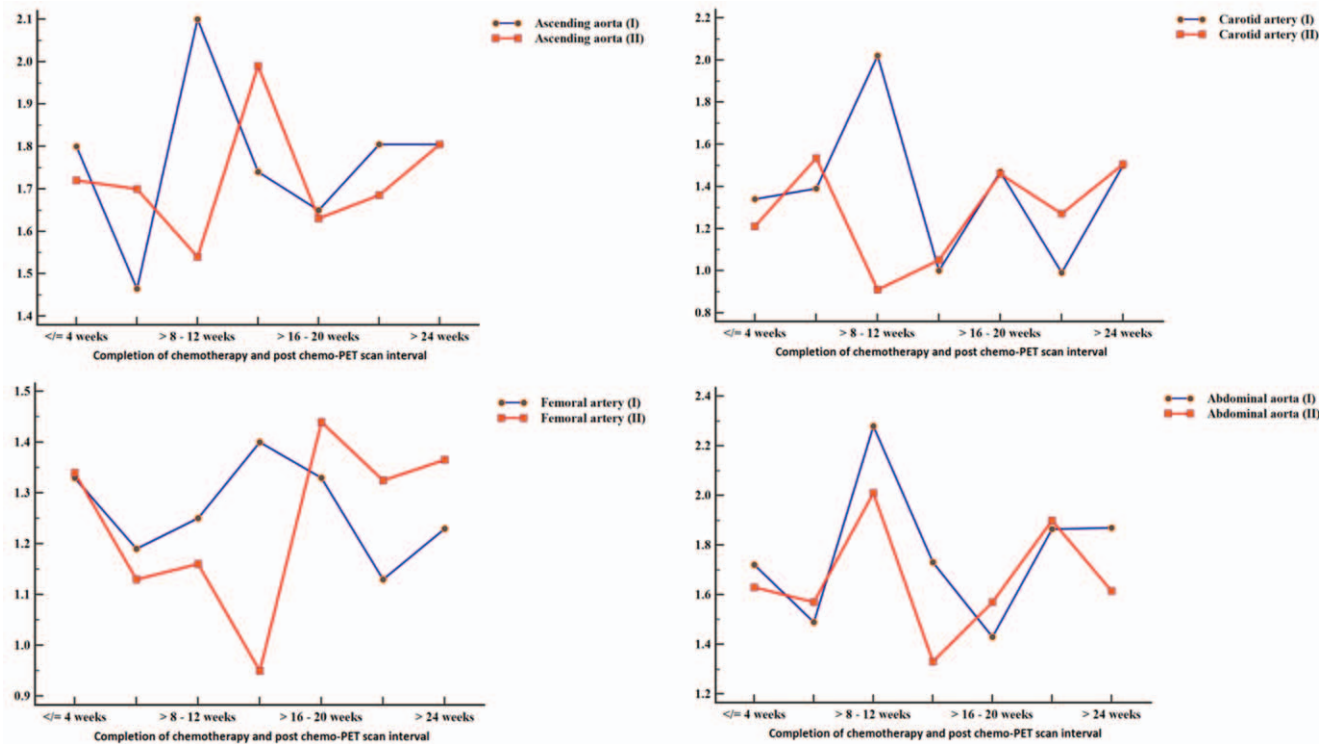 2.1
2.0
1.9
1.8
1.7
1.6
1.5
1.4
Ascending aorta (I)
Ascending aorta (II)
</= 4 weeks
> 8 - 12 weeks
> 16 - 20 weeks
> 24 weeks
Completion of chemotherapy and post chemo-PET scan interval
2.2
2.0
1.8
1.6
1.4
1.2
1.0
0.8
Carotid artery (I)
Carotid artery (II)
</= 4 weeks
> 8 - 12 weeks
> 16 - 20 weeks
> 24 weeks
Completion of chemotherapy and post chemo-PET scan interval
1.5
1.4
1.3
1.2
1.1
1.0
0.9
Femoral artery (I)
Femoral artery (II)
</= 4 weeks
> 8 - 12 weeks
> 16 - 20 weeks
> 24 weeks
Completion of chemotherapy and post chemo-PET scan interval
2.4
2.2
2.0
1.8
1.6
1.4
1.2
Abdominal aorta (I)
Abdominal aorta (II)
</= 4 weeks
> 8 - 12 weeks
> 16 - 20 weeks
> 24 weeks
Completion of chemotherapy and post chemo-PET scan interval